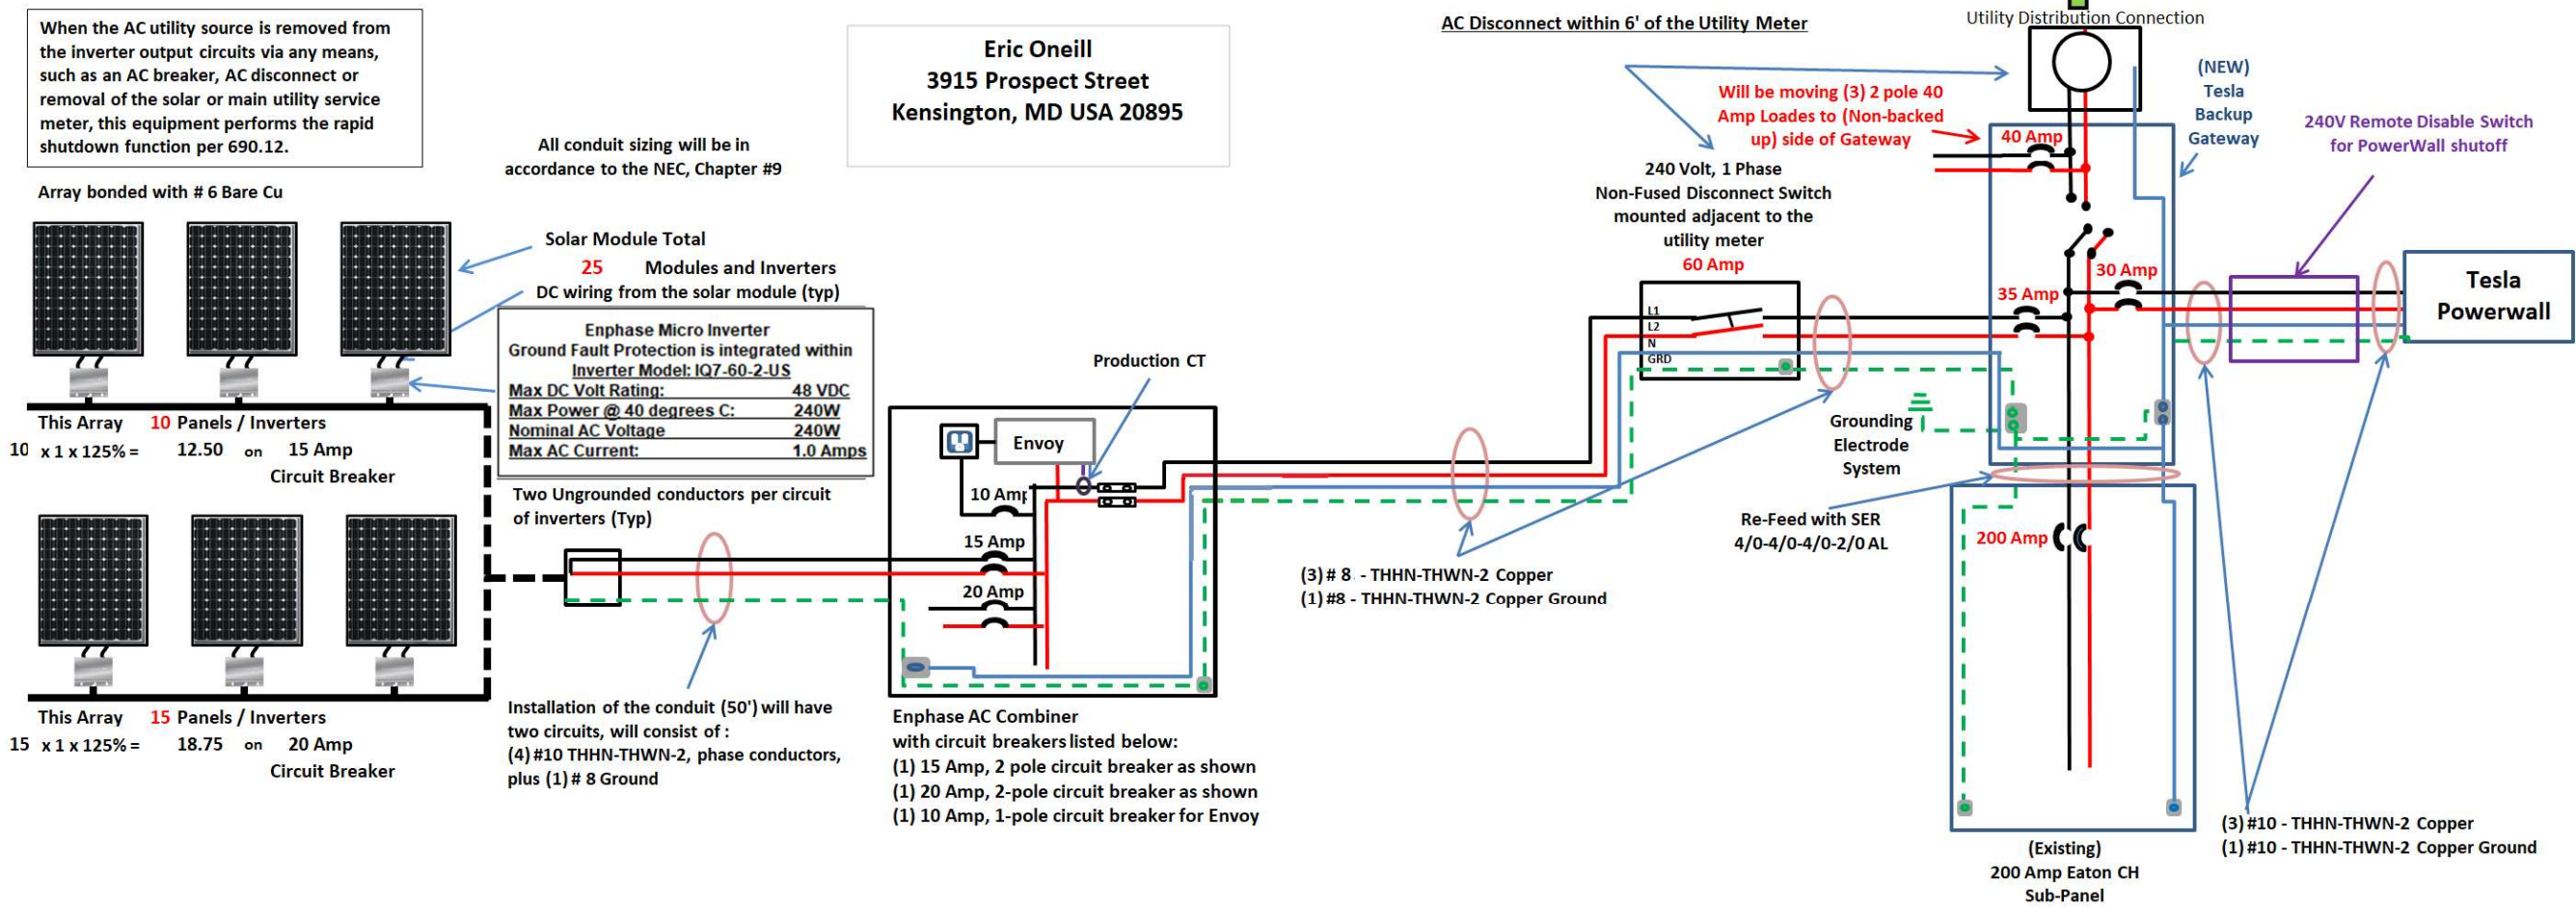 When the AC utility source is removed from
the inverter output circuits via any means,
such as an AC breaker, AC disconnect or
removal of the solar or main utility service
meter, this equipment performs the rapid
shutdown function per 690.12.
Array bonded with # 6 Bare Cu
All conduit sizing will be in
accordance to the NEC, Chapter #9
Eric Oneill
3915 Prospect Street
Kensington, MD USA 20895
Solar Module Total
25 Modules and Inverters
DC wiring from the solar module (typ)
Enphase Micro Inverter
Ground Fault Protection is integrated within
Inverter Model: IQ7-60-2-US
Max DC Volt Rating: 48 VDC
Max Power @ 40 degrees C: 240W
Nominal AC Voltage 240W
Max AC Current: 1.0 Amps
This Array 10 Panels / Inverters
10 x 1 x 125% = 12.50 on 15 Amp
Circuit Breaker
Two Ungrounded conductors per circuit
of inverters (Typ)
This Array 15 Panels / Inverters
15 x 1 x 125% = 18.75 on 20 Amp
Circuit Breaker
Installation of the conduit (50') will have
two circuits, will consist of :
(4) #10 THHN-THWN-2, phase conductors,
plus (1) # 8 Ground
Production CT
Envoy
10 Amp
15 Amp
20 Amp
Enphase AC Combiner
with circuit breakers listed below:
(1) 15 Amp, 2 pole circuit breaker as shown
(1) 20 Amp, 2-pole circuit breaker as shown
(1) 10 Amp, 1-pole circuit breaker for Envoy
(3) # 8 - THHN-THWN-2 Copper
(1) #8 - THHN-THWN-2 Copper Ground
AC Disconnect within 6' of the Utility Meter
Will be moving (3) 2 pole 40
Amp Loades to (Non-backed
up) side of Gateway
240 Volt, 1 Phase
Non-Fused Disconnect Switch
mounted adjacent to the
utility meter
60 Amp
L1
L2
N
GRD
Utility Distribution Connection
(NEW)
Tesla
Backup
Gateway
40 Amp
35 Amp
30 Amp
240V Remote Disable Switch
for PowerWall shutoff
Tesla
Powerwall
Grounding
Electrode
System
Re-Feed with SER
4/0-4/0-4/0-2/0 AL
200 Amp
(Existing)
200 Amp Eaton CH
Sub-Panel
(3) #10 - THHN-THWN-2 Copper
(1) #10 - THHN-THWN-2 Copper Ground